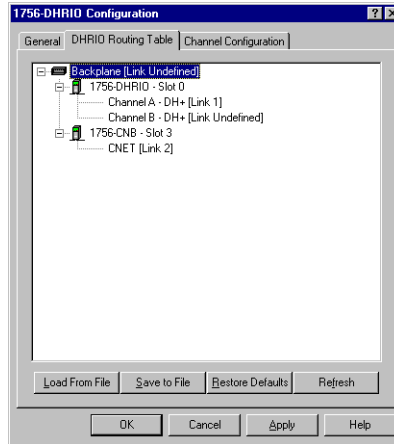 1756-DHRIO Configuration
General DHRIO Routing Table Channel Configuration
Backplane [Link Undefined]
1756-DHRIO - Slot 0
Channel A - DH+ [Link 1]
Channel B - DH+ [Link Undefined]
1756-CNB - Slot 3
CNET [Link 2]
Load From File Save to File Restore Defaults Refresh
OK Cancel Apply Help